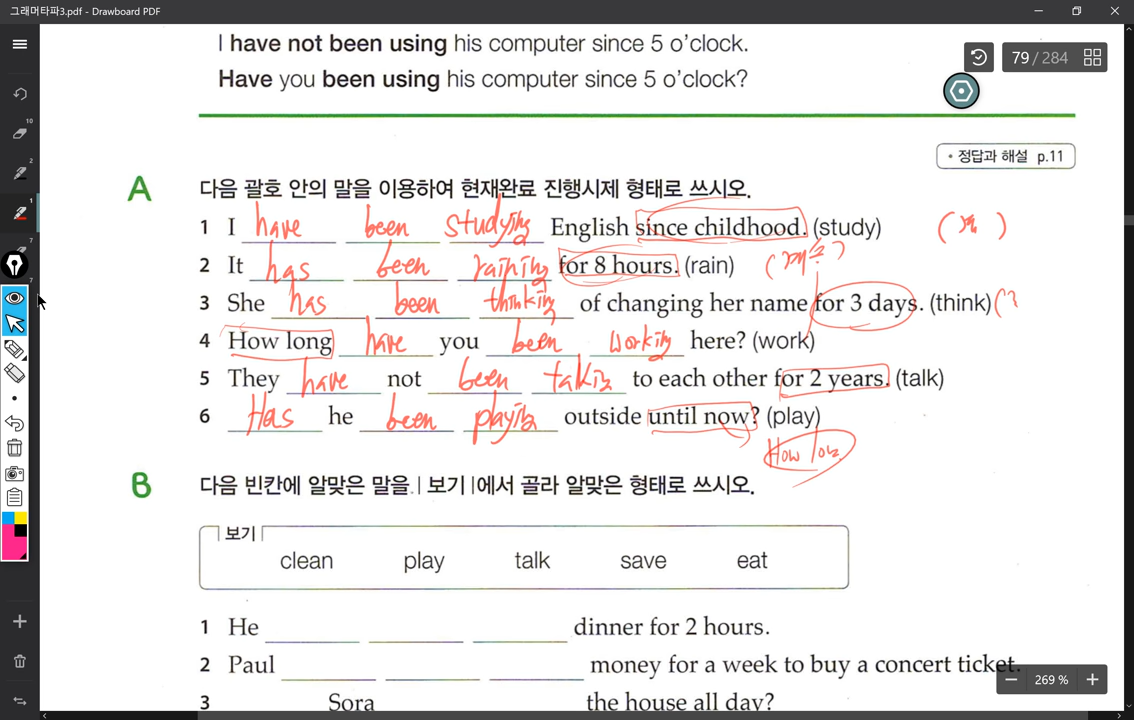 그래머타파3.pdf - Drawboard PDF
I have not been using his computer since 5 o'clock.
Have you been using his computer since 5 o'clock?
79 / 284
• 정답과 해설 p.11
A 다음 괄호 안의 말을 이용하여 현재완료 진행시제 형태로 쓰시오.
1 I have been studying English since childhood. (study)
2 It has been raining for 8 hours. (rain) (계속)
3 She has been thinking of changing her name for 3 days. (think)
4 How long have you been working here? (work)
5 They have not been talking to each other for 2 years. (talk)
6 Has he been playing outside until now? (play)
How long
B 다음 빈칸에 알맞은 말을 | 보기 |에서 골라 알맞은 형태로 쓰시오.
보기
clean play talk save eat
1 He dinner for 2 hours.
2 Paul money for a week to buy a concert ticket.
3 Sora the house all day?
269 %
10
2
1
7
7